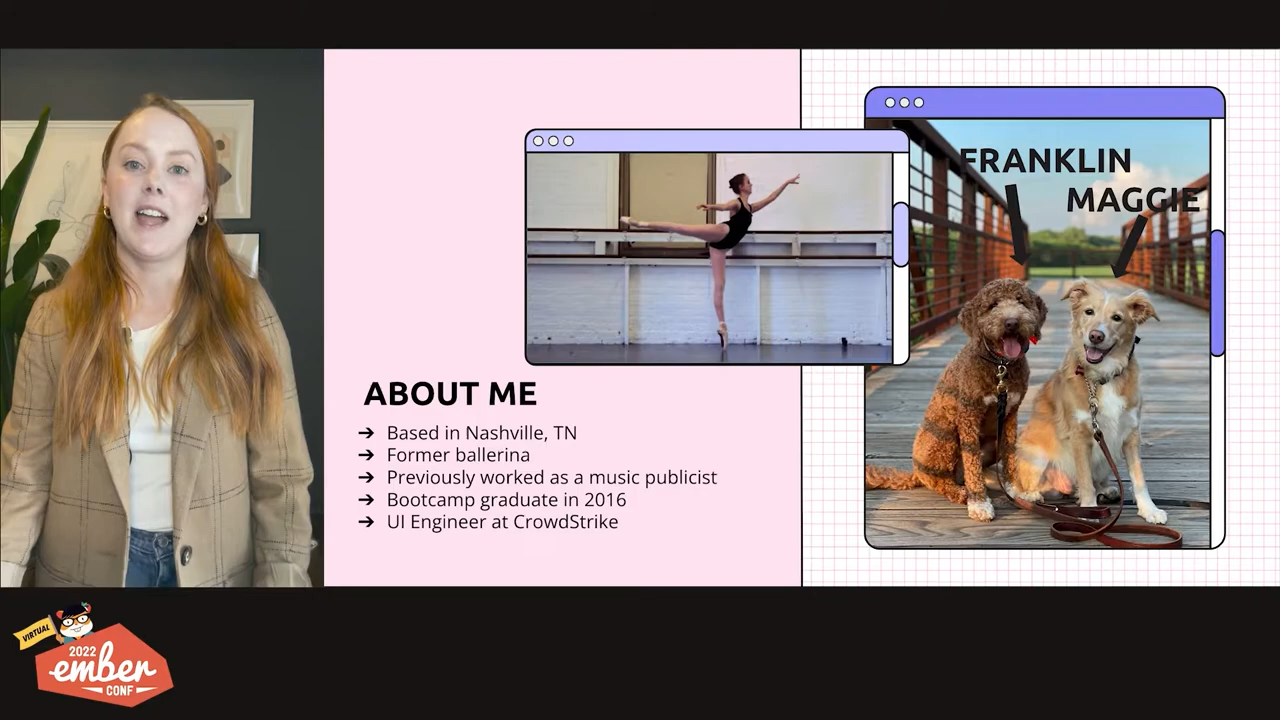 FRANKLIN
MAGGIE
ABOUT ME
➔ Based in Nashville, TN
➔ Former ballerina
➔ Previously worked as a music publicist
➔ Bootcamp graduate in 2016
➔ UI Engineer at CrowdStrike
VIRTUAL
2022
ember
CONF